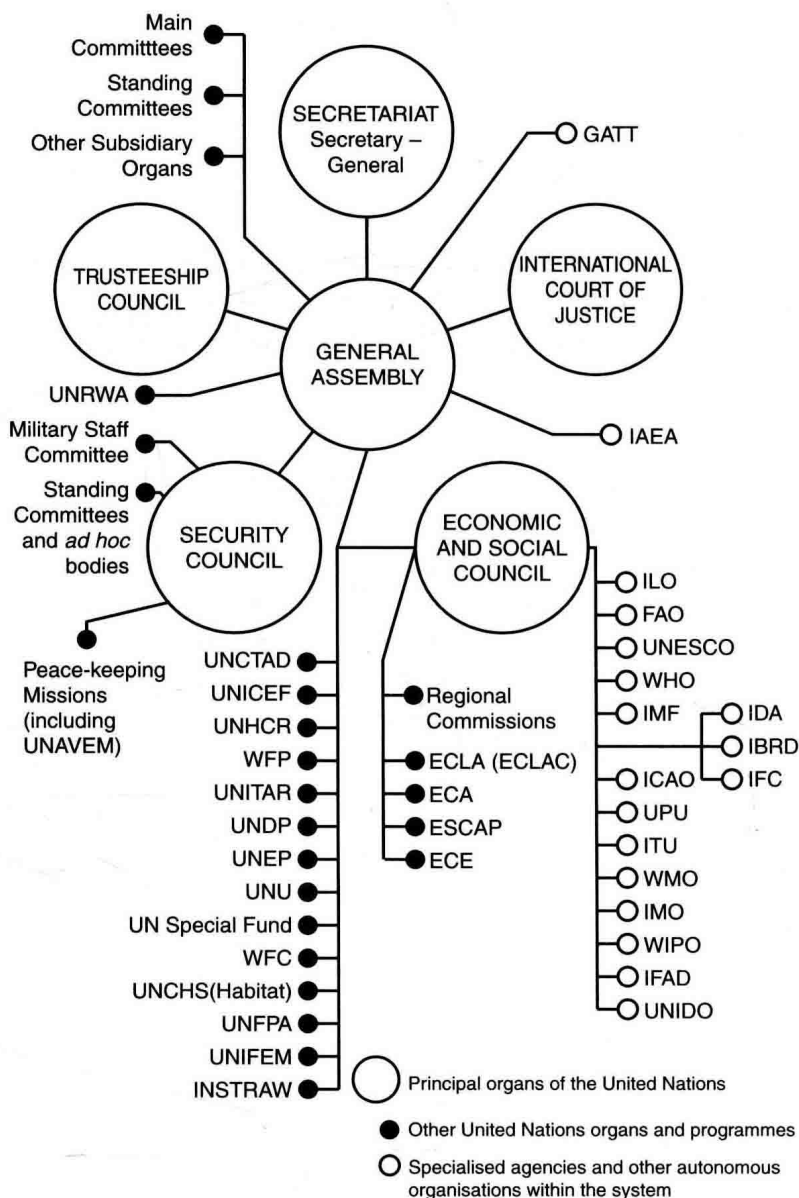 Main
Committtees
Standing
Committees
Other Subsidiary
Organs
SECRETARIAT
Secretary –
General
GATT
TRUSTEESHIP
COUNCIL
INTERNATIONAL
COURT OF
JUSTICE
GENERAL
ASSEMBLY
UNRWA
IAEA
Military Staff
Committee
Standing
Committees
and ad hoc
bodies
SECURITY
COUNCIL
ECONOMIC
AND SOCIAL
COUNCIL
Peace-keeping
Missions
(including
UNAVEM)
UNCTAD
UNICEF
UNHCR
WFP
UNITAR
UNDP
UNEP
UNU
UN Special Fund
WFC
UNCHS(Habitat)
UNFPA
UNIFEM
INSTRAW
Regional
Commissions
ECLA (ECLAC)
ECA
ESCAP
ECE
ILO
FAO
UNESCO
WHO
IMF
IDA
IBRD
IFC
ICAO
UPU
ITU
WMO
IMO
WIPO
IFAD
UNIDO
Principal organs of the United Nations
Other United Nations organs and programmes
Specialised agencies and other autonomous
organisations within the system